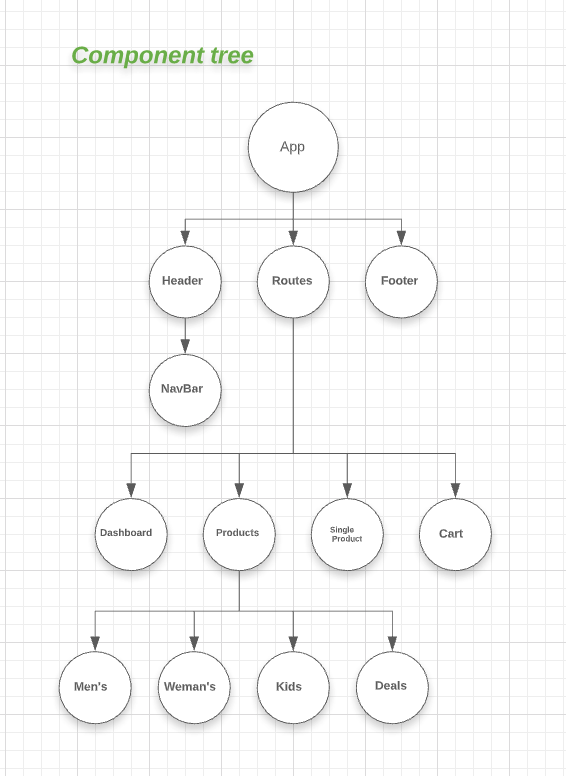 Component tree
App
Header
Routes
Footer
NavBar
Dashboard
Products
Single
Product
Cart
Men's
Weman's
Kids
Deals